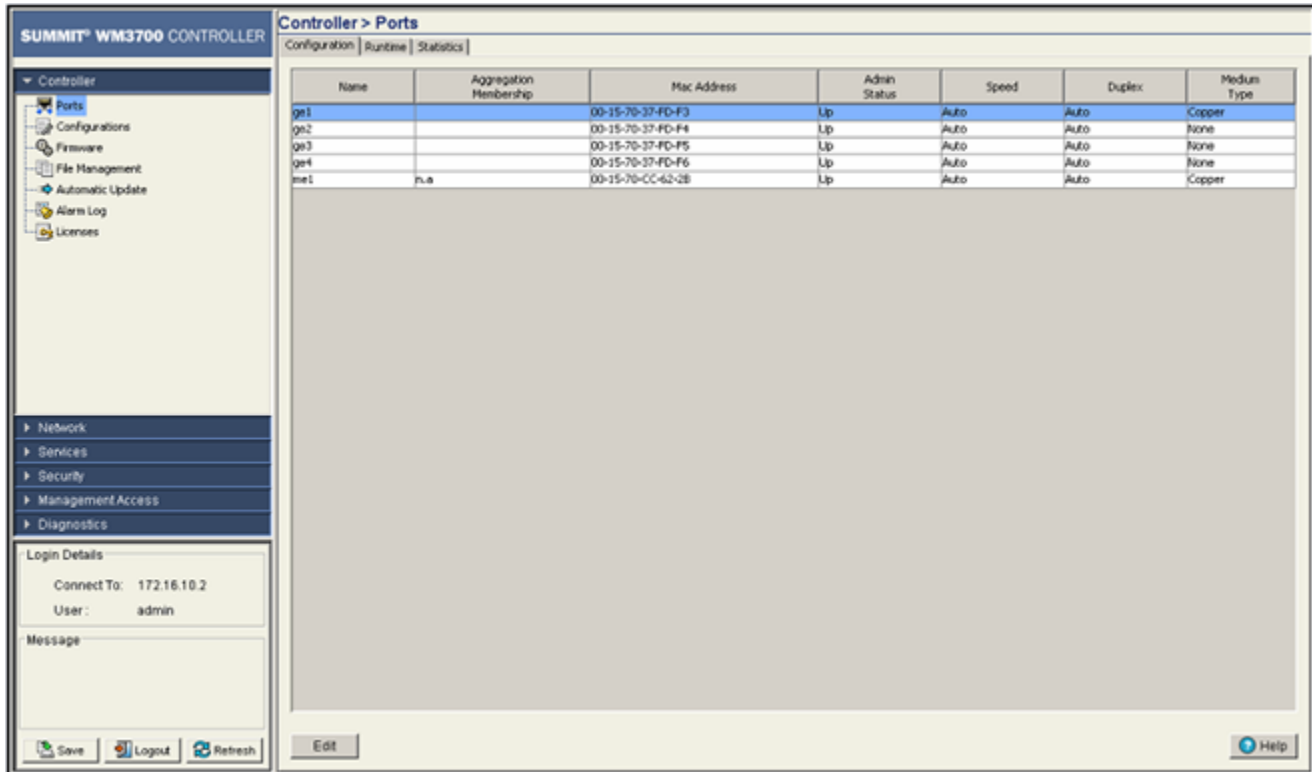 SUMMIT® WM3700 CONTROLLER
Controller
Ports
Configurations
Firmware
File Management
Automatic Update
Alarm Log
Licenses
Network
Services
Security
Management Access
Diagnostics
Login Details
Connect To: 172.16.10.2
User : admin
Message
Save Logout Refresh
Controller > Ports
Configuration Runtime Statistics
Name Aggregation Membership Mac Address Admin Status Speed Duplex Medium Type
ge1 00-15-70-37-FD-F3 Up Auto Auto Copper
ge2 00-15-70-37-FD-F4 Up Auto Auto None
ge3 00-15-70-37-FD-F5 Up Auto Auto None
ge4 00-15-70-37-FD-F6 Up Auto Auto None
me1 n.a 00-15-70-CC-62-2B Up Auto Auto Copper
Edit Help